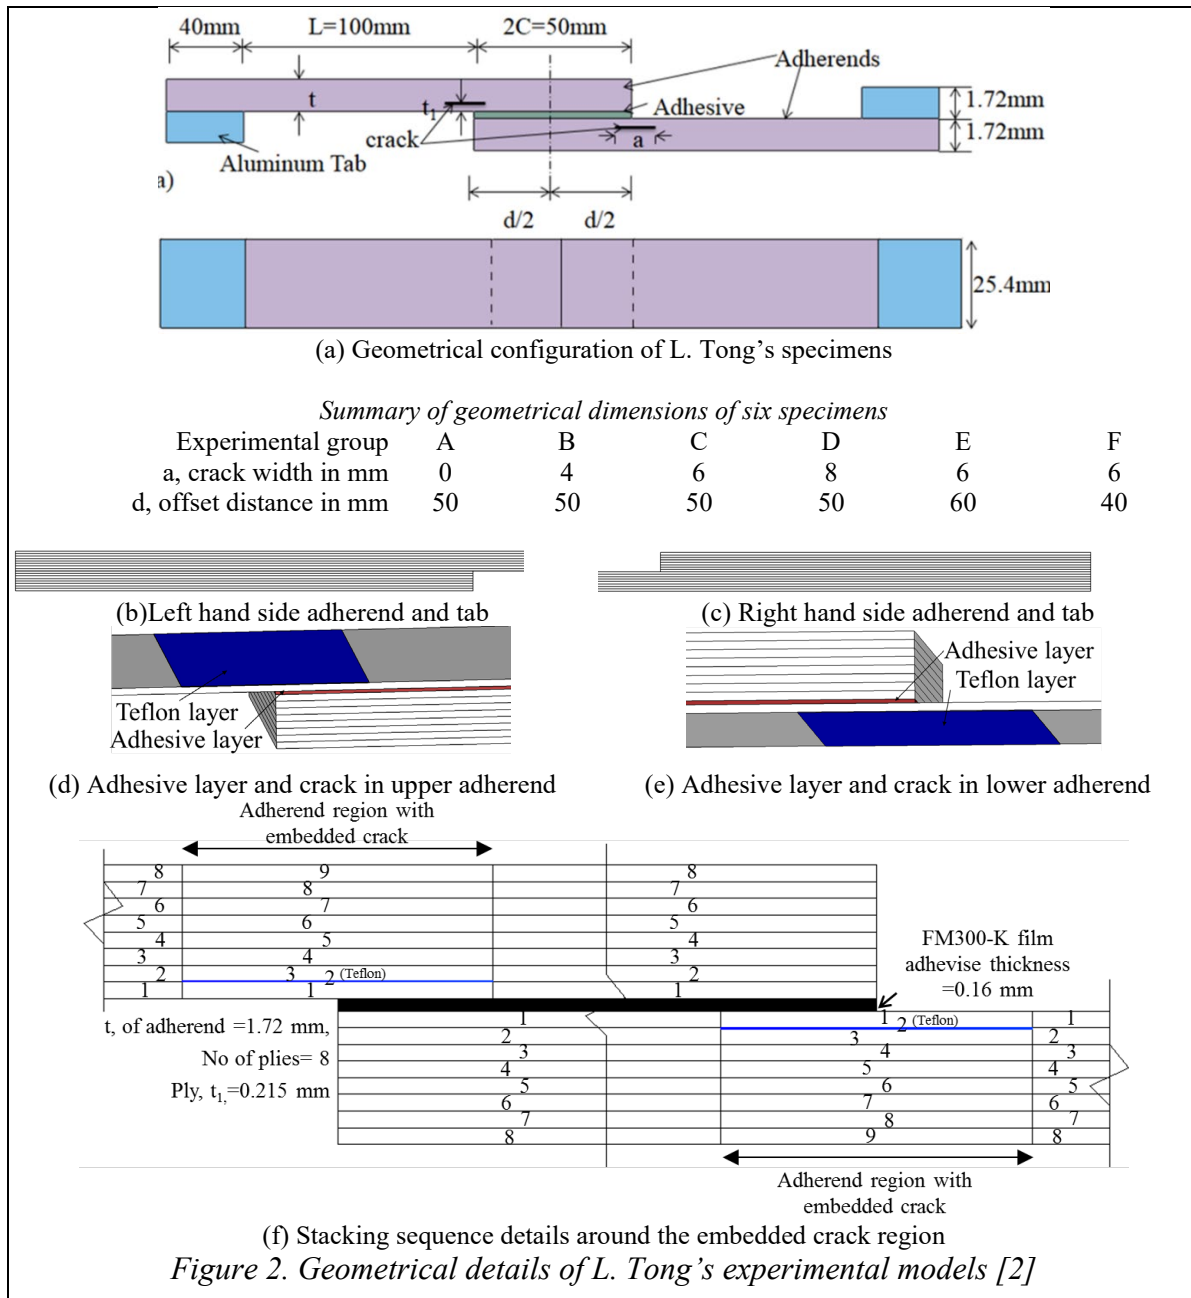 40mm L=100mm 2C=50mm
Adherends
t t1 Adhesive 1.72mm
crack a 1.72mm
Aluminum Tab
a)
d/2 d/2
25.4mm
(a) Geometrical configuration of L. Tong’s specimens
Summary of geometrical dimensions of six specimens
Experimental group A B C D E F
a, crack width in mm 0 4 6 8 6 6
d, offset distance in mm 50 50 50 50 60 40
(b)Left hand side adherend and tab
(c) Right hand side adherend and tab
Teflon layer
Adhesive layer
Adhesive layer
Teflon layer
(d) Adhesive layer and crack in upper adherend
(e) Adhesive layer and crack in lower adherend
Adherend region with
embedded crack
8 9 8
7 8 7
6 7 6
5 6 5
4 5 4
3 4 3
2 3 2 (Teflon) 2
1 1 1
FM300-K film
adhevise thickness
=0.16 mm
t, of adherend =1.72 mm,
No of plies= 8
Ply, t1,=0.215 mm
1 1 2 (Teflon) 1
2 3 2
3 4 3
4 5 4
5 6 5
6 7 6
7 8 7
8 9 8
Adherend region with
embedded crack
(f) Stacking sequence details around the embedded crack region
Figure 2. Geometrical details of L. Tong’s experimental models [2]